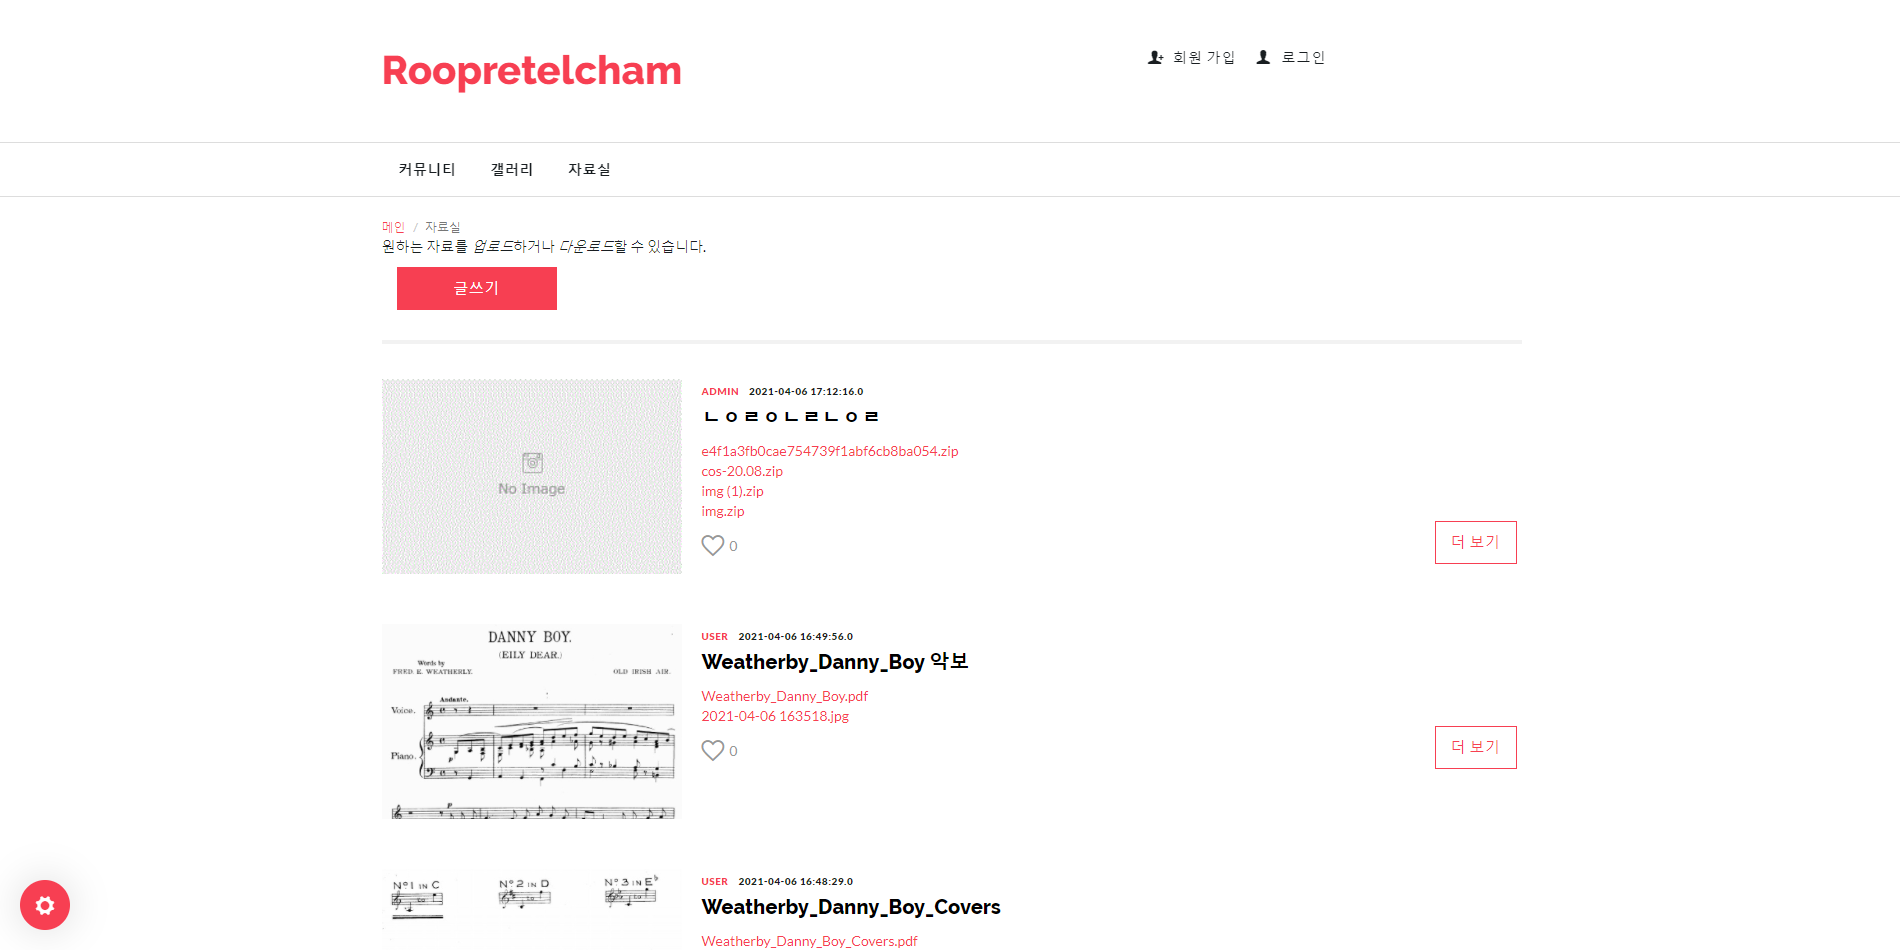 Roopretelcham
회원 가입 로그인
커뮤니티 갤러리 자료실
메인 / 자료실
원하는 자료를 업로드하거나 다운로드할 수 있습니다.
글쓰기
No Image
ADMIN 2021-04-06 17:12:16.0
ㄴㅇㄹㅇㄴㄹㄴㅇㄹ
e4f1a3fb0cae754739f1abf6cb8ba054.zip
cos-20.08.zip
img (1).zip
img.zip
0
더 보기
DANNY BOY.
(EILY DEAR.)
Words by
FRED. E. WEATHERLY.
OLD IRISH AIR.
Andante.
Voice.
Piano.
p
p
USER 2021-04-06 16:49:56.0
Weatherby_Danny_Boy 악보
Weatherby_Danny_Boy.pdf
2021-04-06 163518.jpg
0
더 보기
Nº1 IN C Nº2 IN D Nº3 IN E♭
USER 2021-04-06 16:48:29.0
Weatherby_Danny_Boy_Covers
Weatherby_Danny_Boy_Covers.pdf